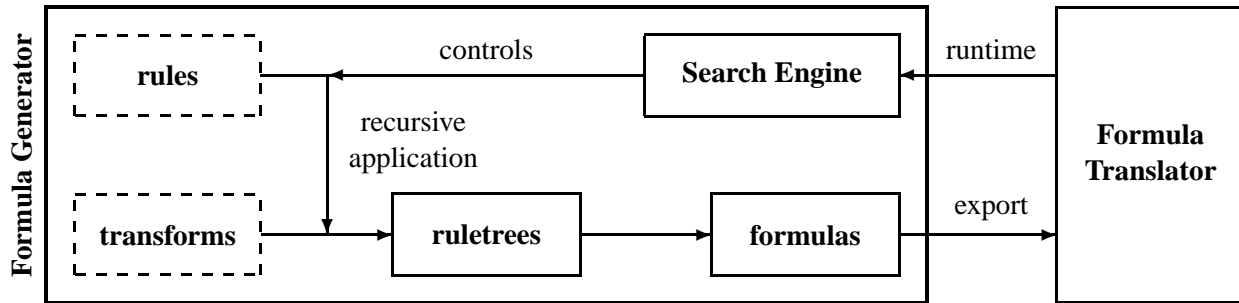 Formula Generator
rules
controls
Search Engine
runtime
recursive
application
Formula
Translator
transforms
ruletrees
formulas
export